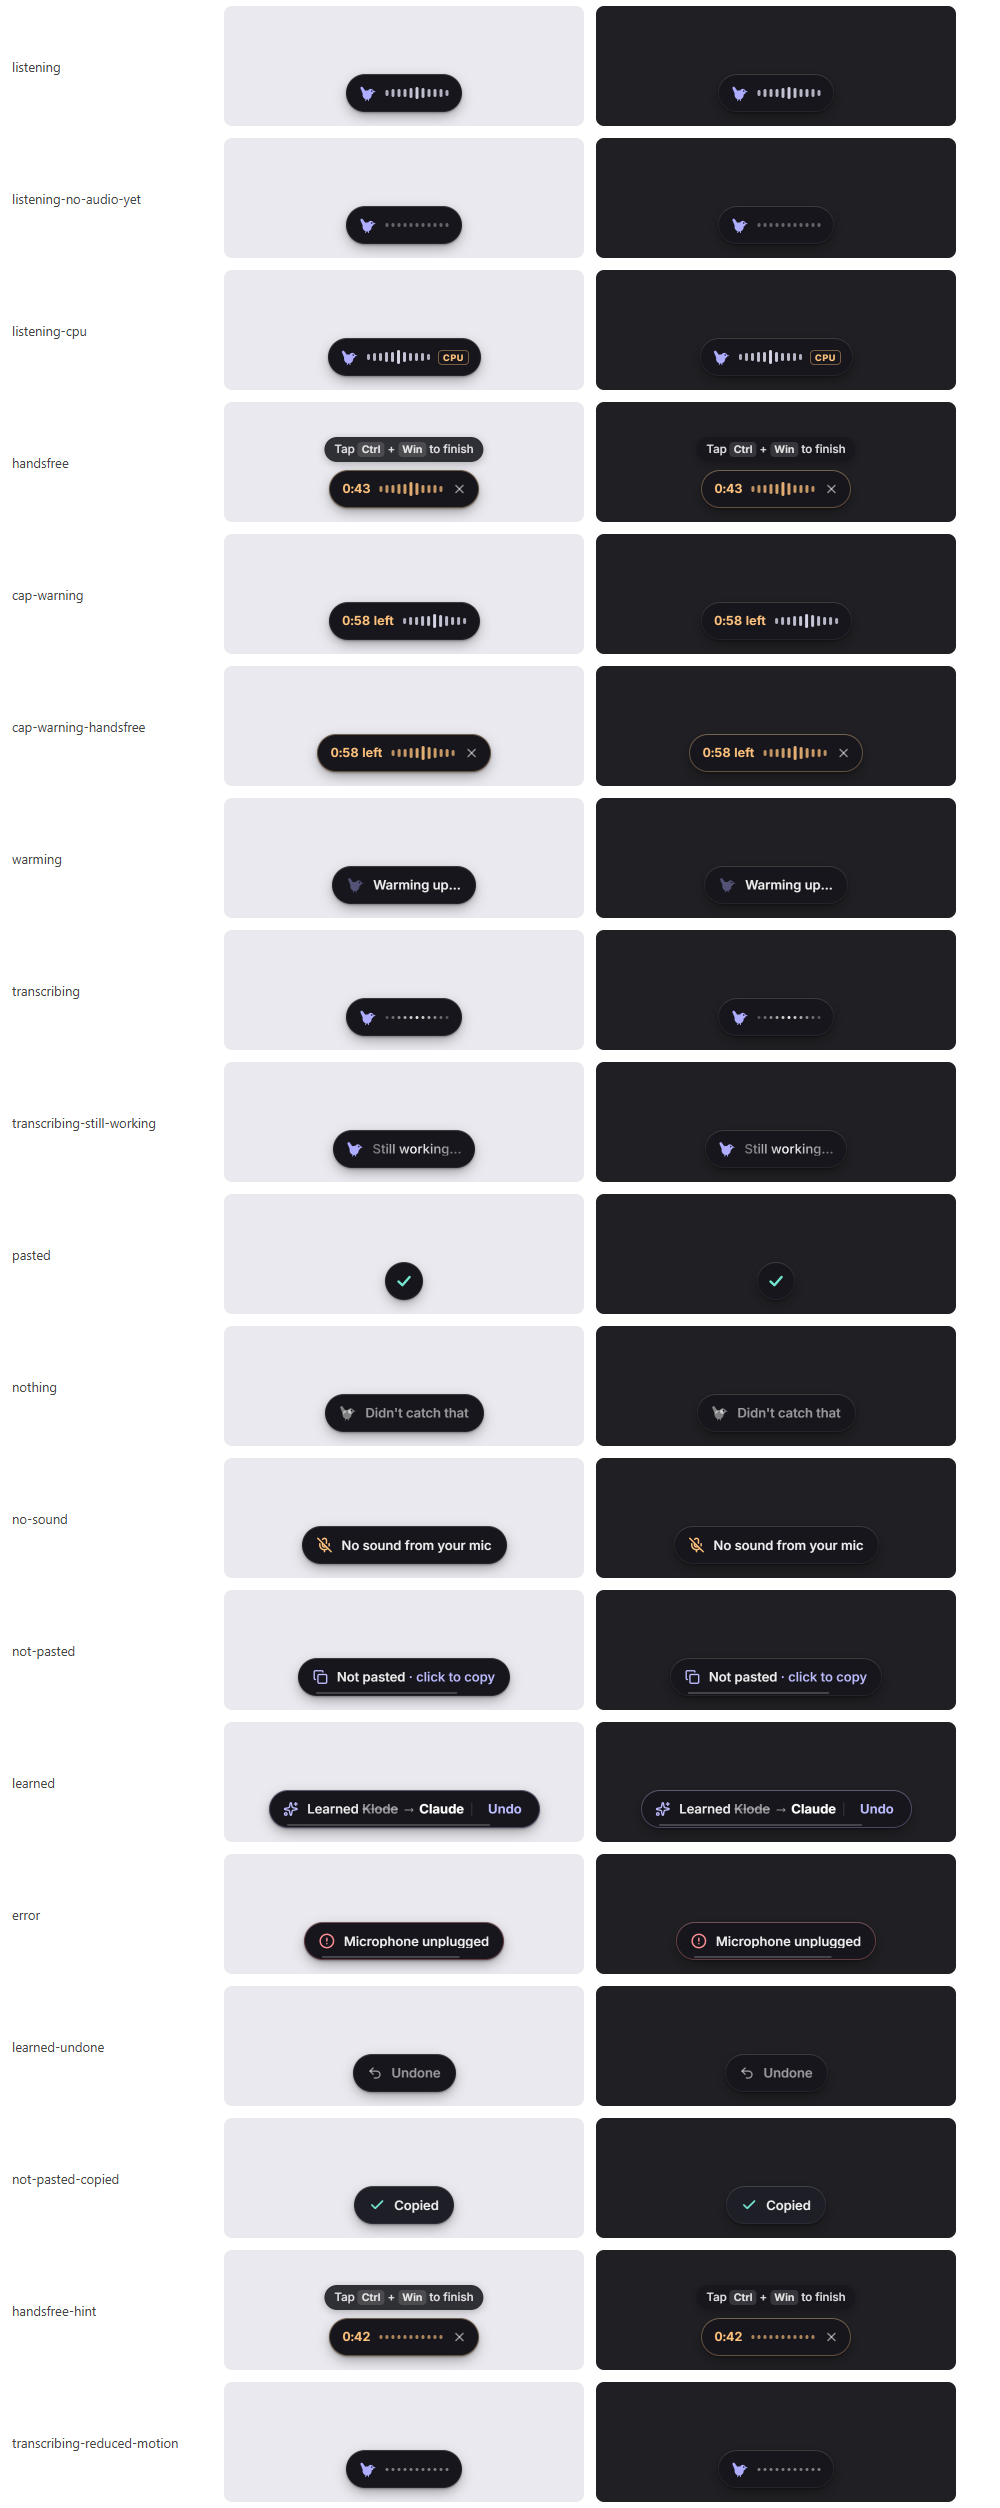 listening
listening-no-audio-yet
listening-cpu
CPU
CPU
handsfree
Tap Ctrl + Win to finish
0:43
Tap Ctrl + Win to finish
0:43
cap-warning
0:58 left
0:58 left
cap-warning-handsfree
0:58 left
0:58 left
warming
Warming up...
Warming up...
transcribing
transcribing-still-working
Still working...
Still working...
pasted
nothing
Didn't catch that
Didn't catch that
no-sound
No sound from your mic
No sound from your mic
not-pasted
Not pasted · click to copy
Not pasted · click to copy
learned
Learned Klode → Claude Undo
Learned Klode → Claude Undo
error
Microphone unplugged
Microphone unplugged
learned-undone
Undone
Undone
not-pasted-copied
Copied
Copied
handsfree-hint
Tap Ctrl + Win to finish
0:42
Tap Ctrl + Win to finish
0:42
transcribing-reduced-motion